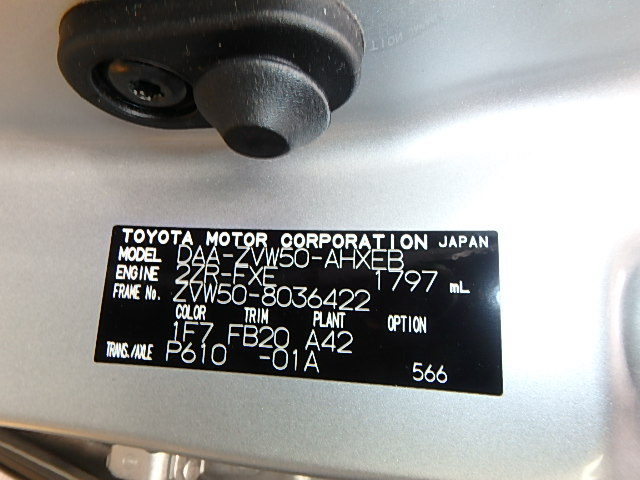 TOYOTA MOTOR CORPORATION JAPAN
MODEL DAA-ZVW50-AHXEB
ENGINE 2ZR-FXE 1797 mL
FRAME No. ZVW50-8036422
COLOR TRIM PLANT OPTION
1F7 FB20 A42
TRANS./AXLE P610 -01A
566